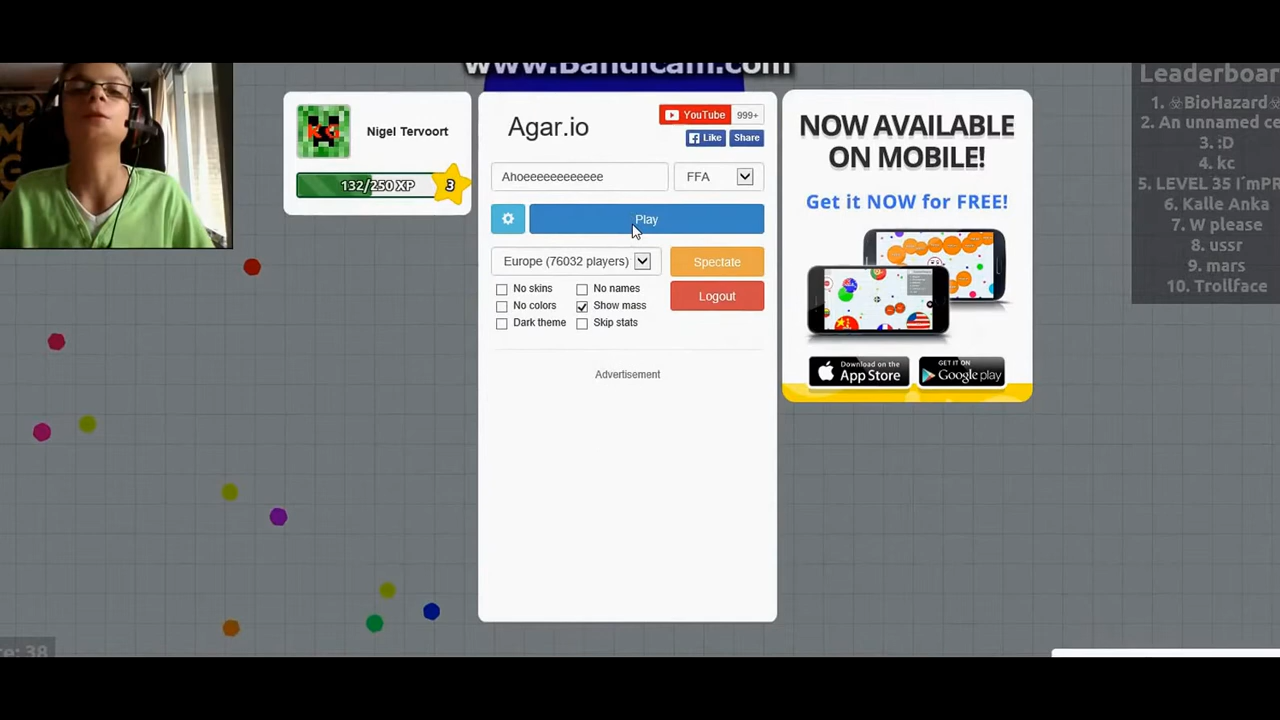 www.Bandicam.com
Nigel Tervoort
132/250 XP
3
Agar.io
YouTube 999+
Like Share
Ahoeeeeeeeeeeee
FFA
Play
Europe (76032 players)
Spectate
No skins
No names
No colors
Show mass
Logout
Dark theme
Skip stats
Advertisement
NOW AVAILABLE
ON MOBILE!
Get it NOW for FREE!
Download on the
App Store
GET IT ON
Google play
Leaderboar
1. ☣BioHazard☣
2. An unnamed ce
3. :D
4. kc
5. LEVEL 35 I´mPR
6. Kalle Anka
7. W please
8. ussr
9. mars
10. Trollface
re: 38